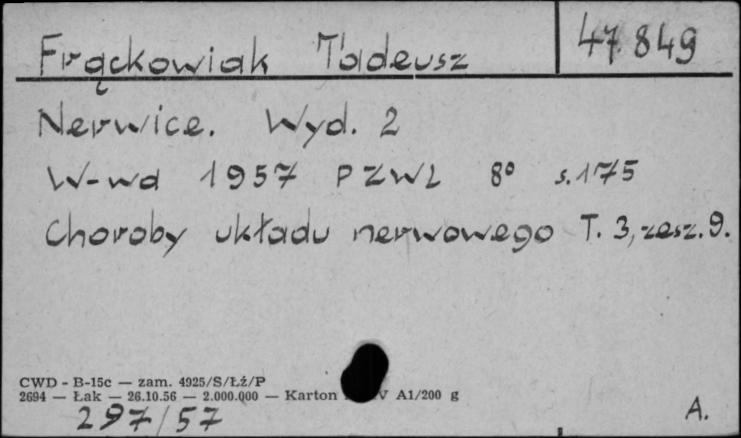 Frąckowiak Tadeusz 47.849
Nerwice. Wyd. 2
W-wa 1957 PZWL 8° s.175
Choroby układu nerwowego T. 3, zesz. 9.
CWD - B-15c — zam. 4925/S/Łż/P
2694 — Łak — 26.10.56 — 2.000.000 — Karton V A1/200 g
297/57
A.